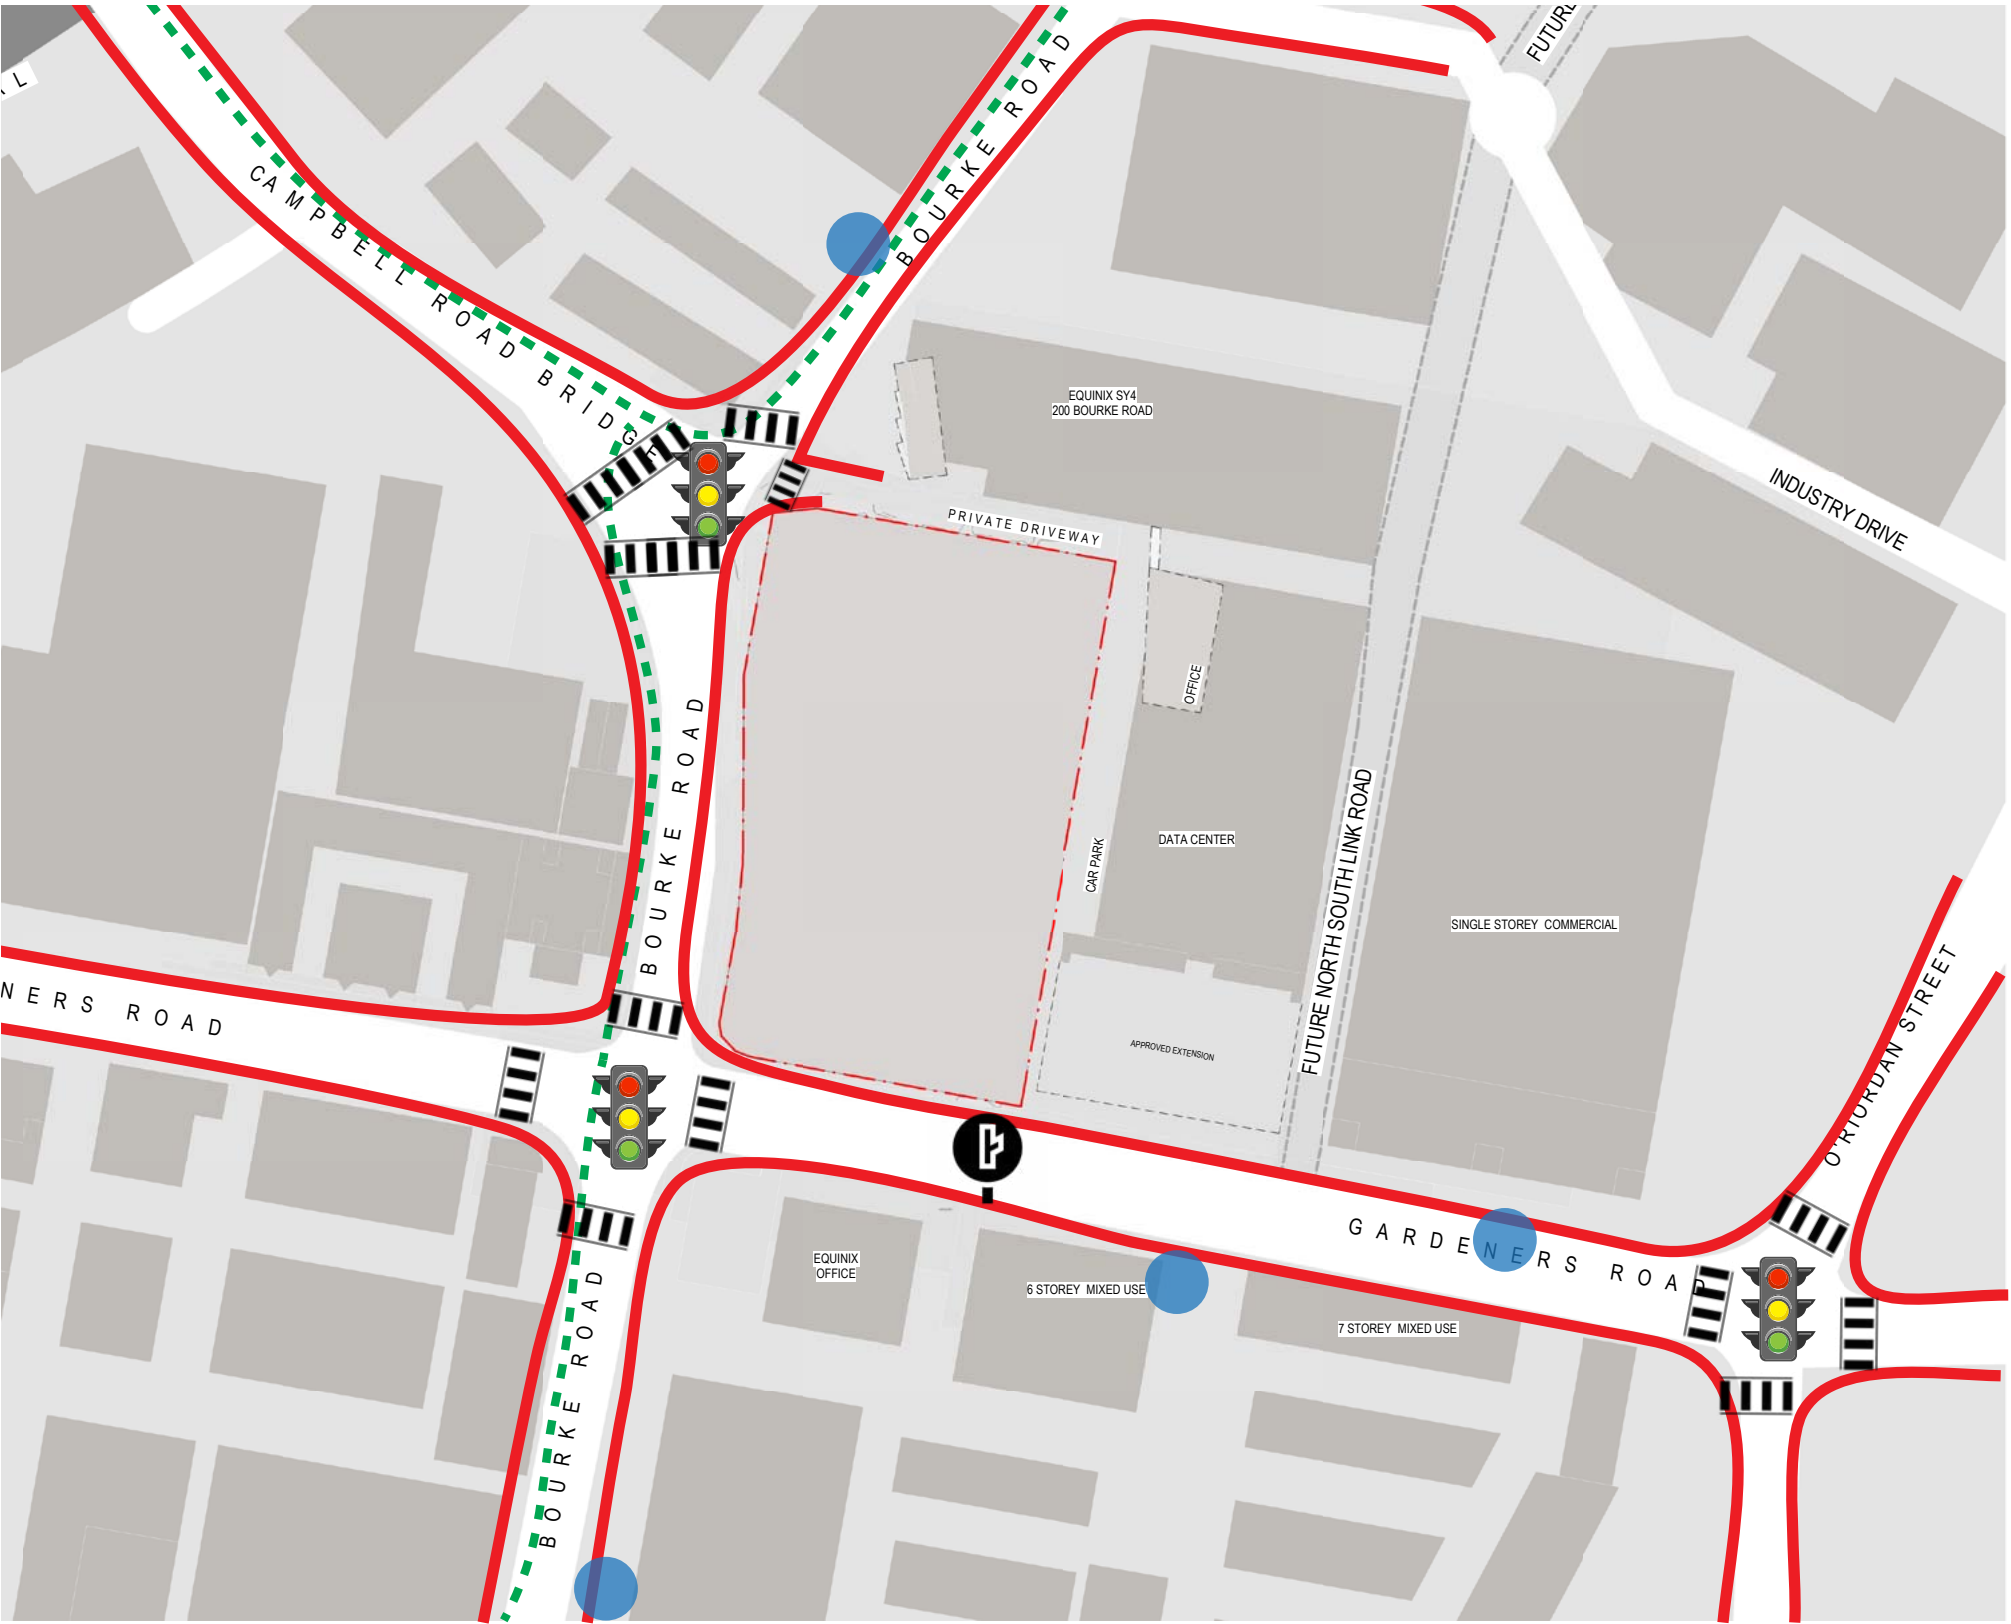 L
FUTURE
BOURKE ROAD
CAMPBELL ROAD BRIDGE
EQUINIX SY4
200 BOURKE ROAD
INDUSTRY DRIVE
PRIVATE DRIVEWAY
OFFICE
BOURKE ROAD
DATA CENTER
CAR PARK
FUTURE NORTH SOUTH LINK ROAD
SINGLE STOREY COMMERCIAL
NERS ROAD
APPROVED EXTENSION
O'RIORDAN STREET
GARDENERS ROAD
EQUINIX
OFFICE
6 STOREY MIXED USE
7 STOREY MIXED USE
BOURKE ROAD